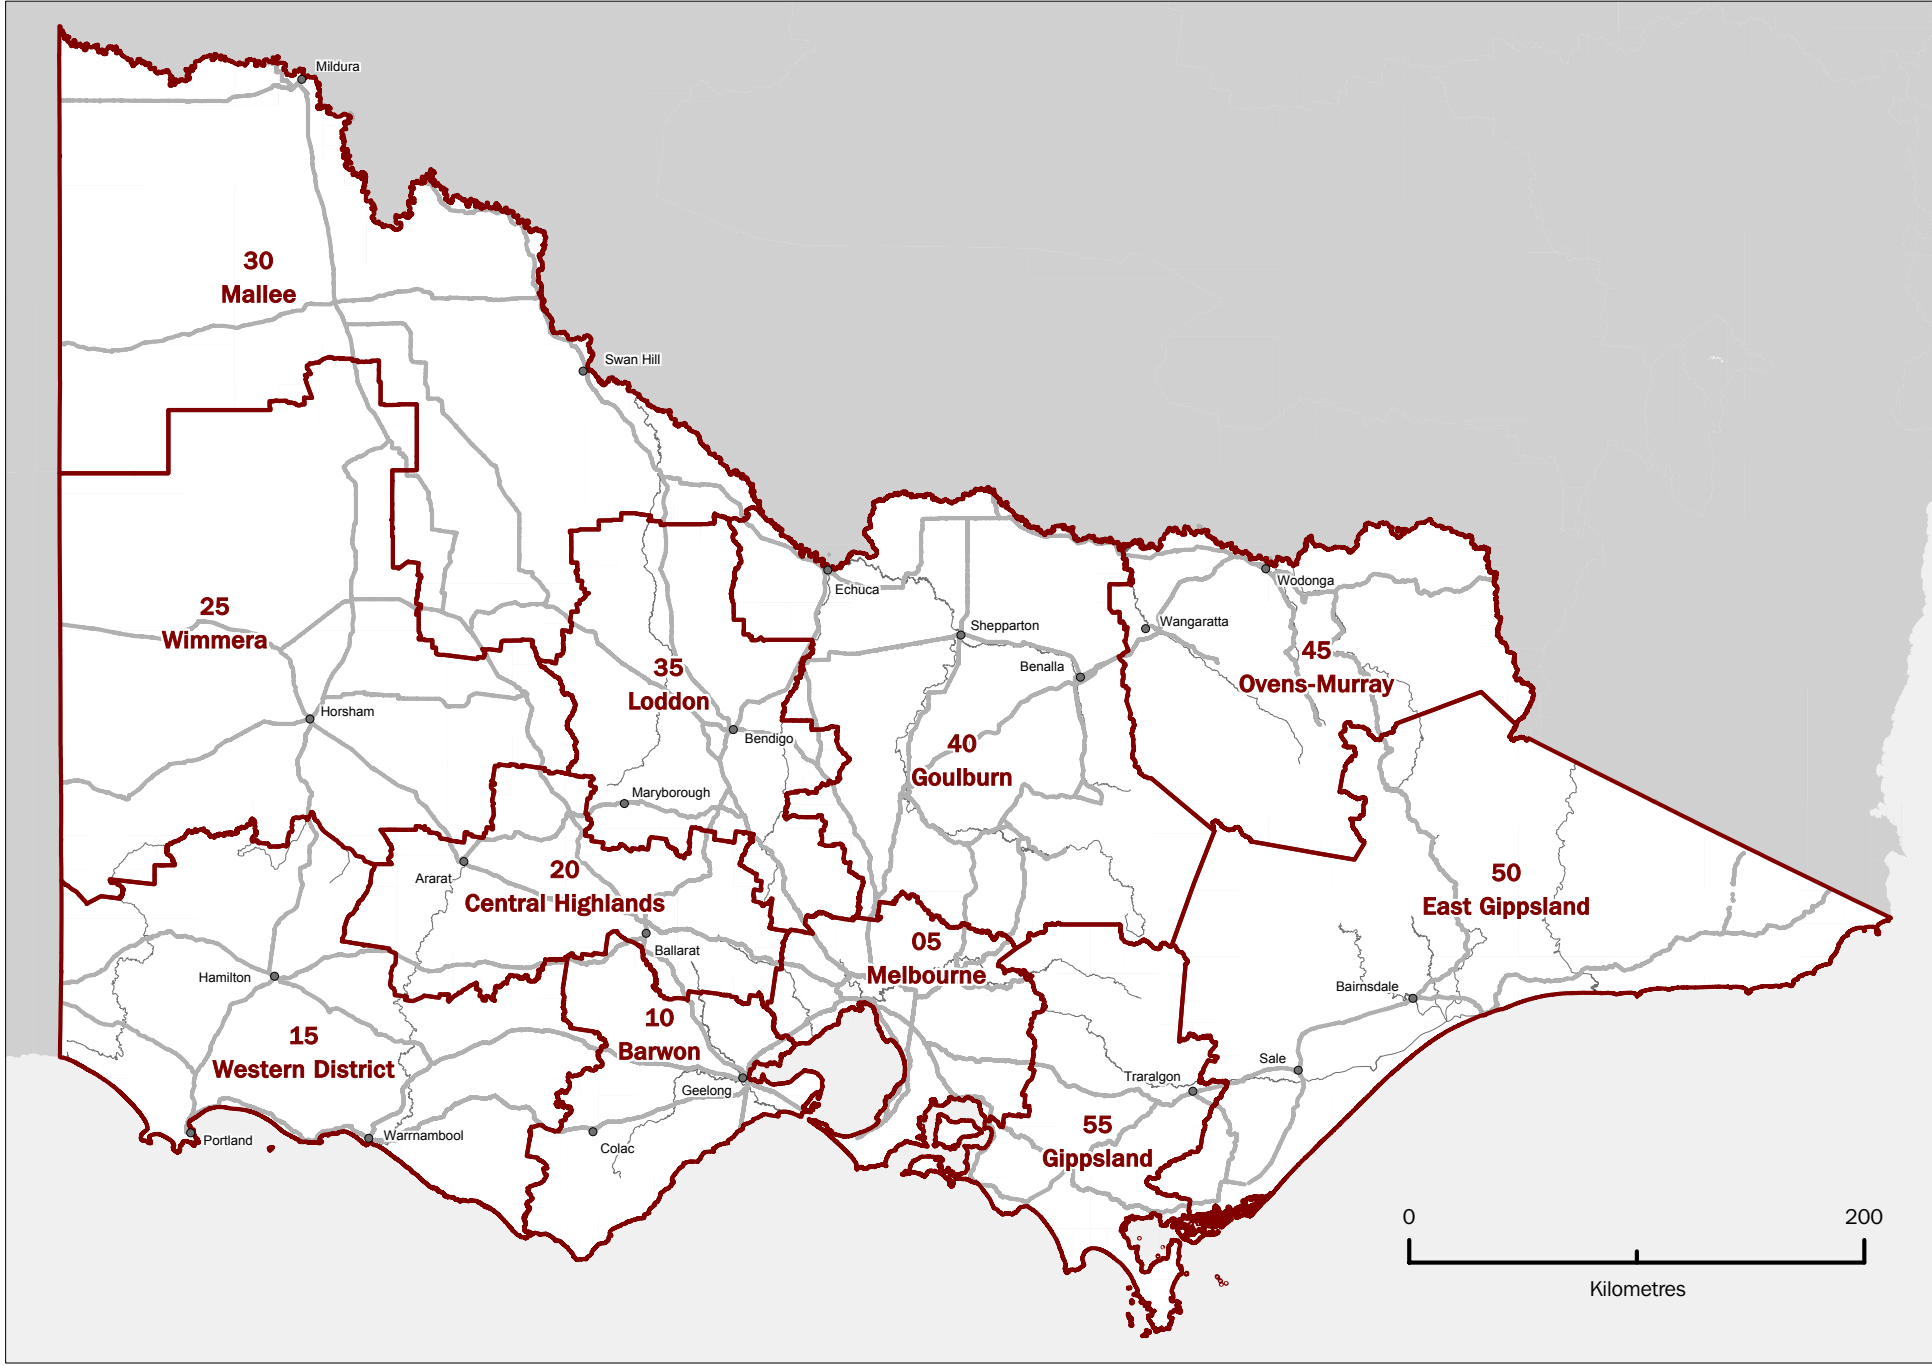 Mildura
30
Mallee
Swan Hill
Echuca
Wodonga
25
Wimmera
Shepparton
Wangaratta
Benalla
45
Ovens-Murray
35
Loddon
Horsham
Bendigo
40
Goulburn
Maryborough
Ararat
20
Central Highlands
50
East Gippsland
Ballarat
05
Melbourne
Hamilton
Bairnsdale
10
Barwon
15
Western District
Sale
Geelong
Traralgon
Portland
Warrnambool
Colac
55
Gippsland
0 200
Kilometres